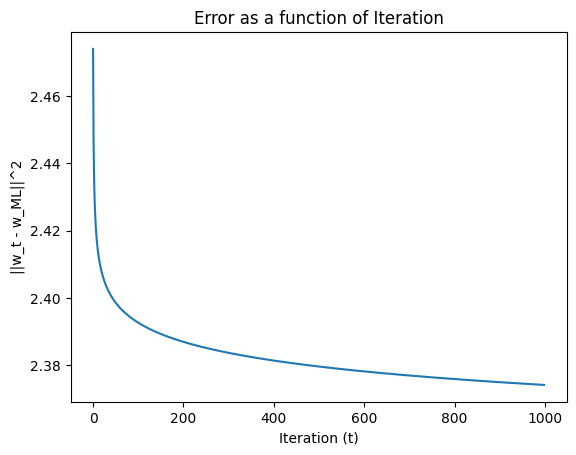 Error as a function of Iteration
||w_t - w_ML||^2
2.46
2.44
2.42
2.40
2.38
0 200 400 600 800 1000
Iteration (t)